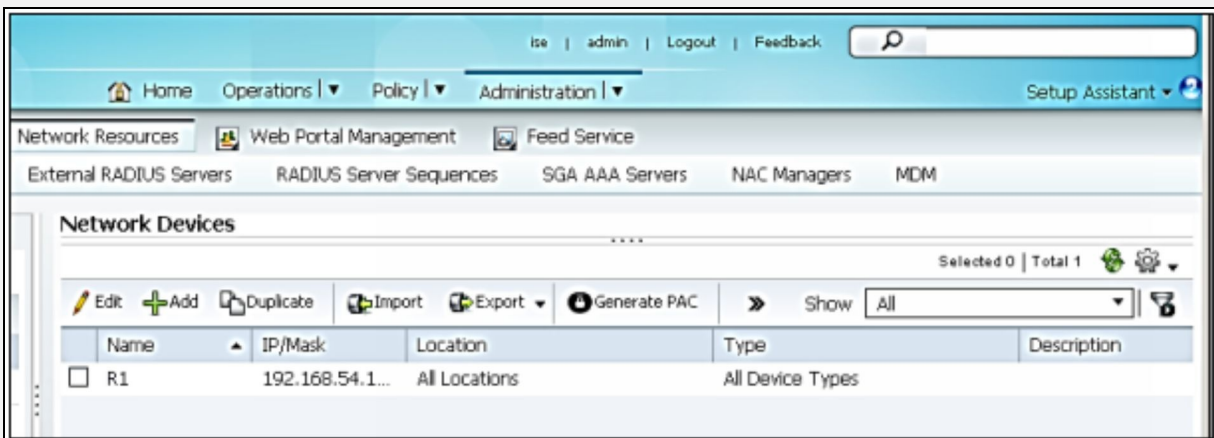 ise | admin | Logout | Feedback
Home Operations | ▼ Policy | ▼ Administration | ▼ Setup Assistant ▾
Network Resources Web Portal Management Feed Service
External RADIUS Servers RADIUS Server Sequences SGA AAA Servers NAC Managers MDM
Network Devices
Selected 0 | Total 1
Edit Add Duplicate Import Export Generate PAC » Show All
Name IP/Mask Location Type Description
R1 192.168.54.1... All Locations All Device Types